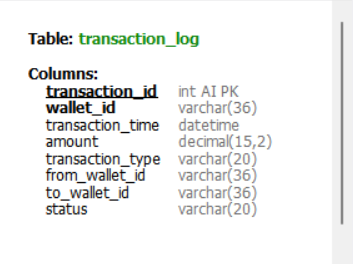 Table: transaction_log
Columns:
transaction_id int AI PK
wallet_id varchar(36)
transaction_time datetime
amount decimal(15,2)
transaction_type varchar(20)
from_wallet_id varchar(36)
to_wallet_id varchar(36)
status varchar(20)